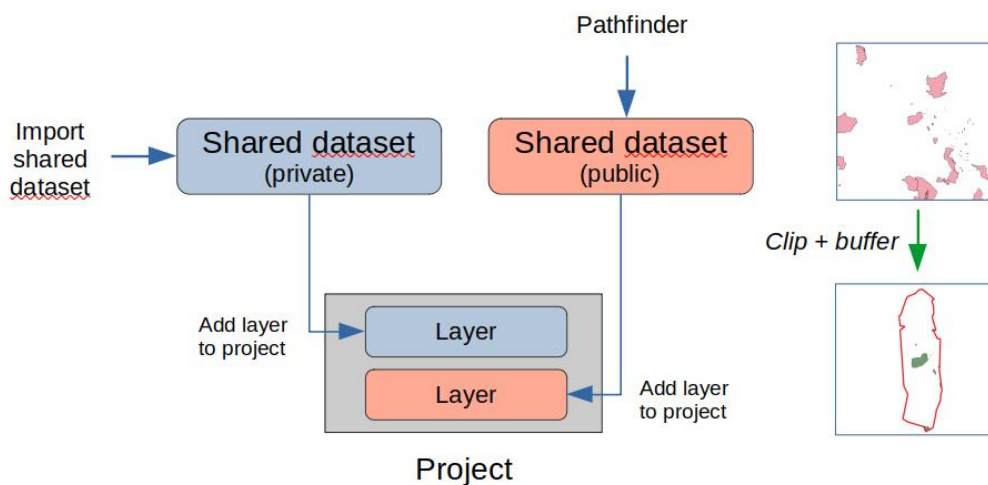 Pathfinder
Import
shared
dataset
Shared dataset
(private)
Shared dataset
(public)
Clip + buffer
Add layer
to project
Layer
Layer
Add layer
to project
Project